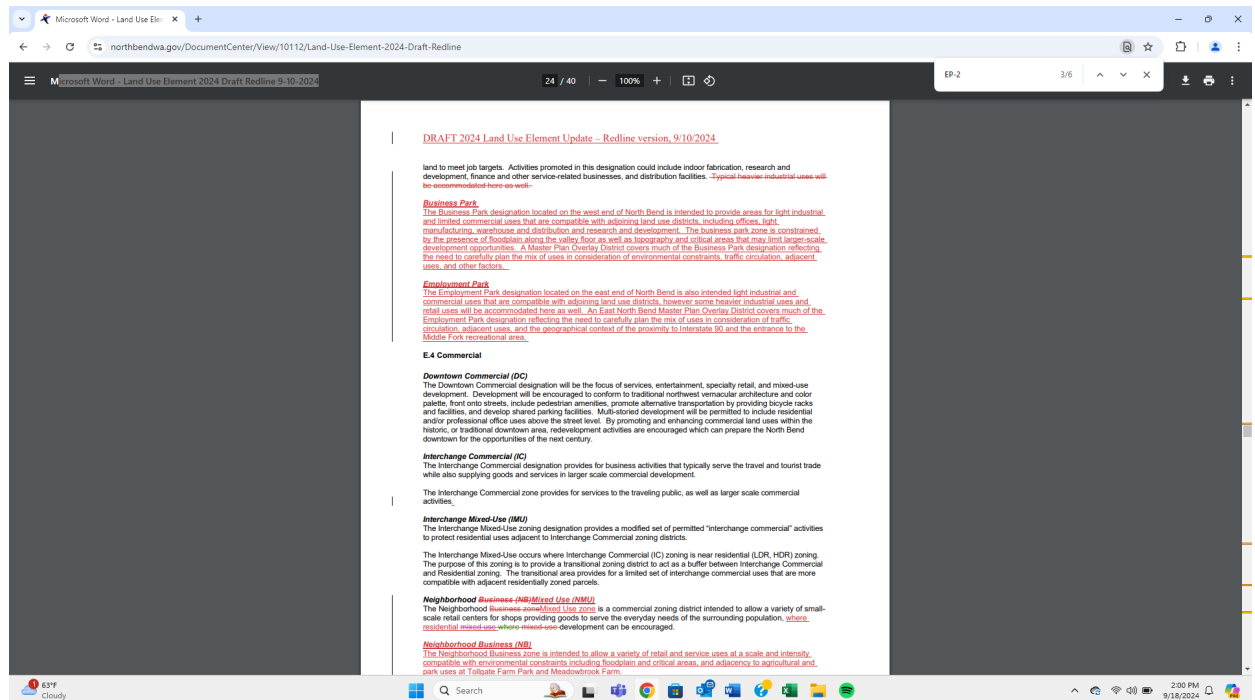 Microsoft Word - Land Use Elem
northbendwa.gov/DocumentCenter/View/10112/Land-Use-Element-2024-Draft-Redline
Microsoft Word - Land Use Element 2024 Draft Redline 9-10-2024
24 / 40
100%
EP-2
3/6
DRAFT 2024 Land Use Element Update – Redline version, 9/10/2024
land to meet job targets. Activities promoted in this designation could include indoor fabrication, research and
development, finance and other service-related businesses, and distribution facilities. Typical heavier industrial uses will
be accommodated here as well.
Business Park
The Business Park designation located on the west end of North Bend is intended to provide areas for light industrial
and limited commercial uses that are compatible with adjoining land use districts, including offices, light
manufacturing, warehouse and distribution and research and development. The business park zone is constrained
by the presence of floodplain along the valley floor as well as topography and critical areas that may limit larger-scale
development opportunities. A Master Plan Overlay District covers much of the Business Park designation reflecting
the need to carefully plan the mix of uses in consideration of environmental constraints, traffic circulation, adjacent
uses, and other factors.
Employment Park
The Employment Park designation located on the east end of North Bend is also intended light industrial and
commercial uses that are compatible with adjoining land use districts, however some heavier industrial uses and
retail uses will be accommodated here as well. An East North Bend Master Plan Overlay District covers much of the
Employment Park designation reflecting the need to carefully plan the mix of uses in consideration of traffic
circulation, adjacent uses, and the geographical context of the proximity to Interstate 90 and the entrance to the
Middle Fork recreational area.
E.4 Commercial
Downtown Commercial (DC)
The Downtown Commercial designation will be the focus of services, entertainment, specialty retail, and mixed-use
development. Development will be encouraged to conform to traditional northwest vernacular architecture and color
palette, front onto streets, include pedestrian amenities, promote alternative transportation by providing bicycle racks
and facilities, and develop shared parking facilities. Multi-storied development will be permitted to include residential
and/or professional office uses above the street level. By promoting and enhancing commercial land uses within the
historic, or traditional downtown area, redevelopment activities are encouraged which can prepare the North Bend
downtown for the opportunities of the next century.
Interchange Commercial (IC)
The Interchange Commercial designation provides for business activities that typically serve the travel and tourist trade
while also supplying goods and services in larger scale commercial development.
The Interchange Commercial zone provides for services to the traveling public, as well as larger scale commercial
activities.
Interchange Mixed-Use (IMU)
The Interchange Mixed-Use zoning designation provides a modified set of permitted "interchange commercial" activities
to protect residential uses adjacent to Interchange Commercial zoning districts.
The Interchange Mixed-Use occurs where Interchange Commercial (IC) zoning is near residential (LDR, HDR) zoning.
The purpose of this zoning is to provide a transitional zoning district to act as a buffer between Interchange Commercial
and Residential zoning. The transitional area provides for a limited set of interchange commercial uses that are more
compatible with adjacent residentially zoned parcels.
Neighborhood Business (NB)Mixed Use (NMU)
The Neighborhood Business zoneMixed Use zone is a commercial zoning district intended to allow a variety of small-
scale retail centers for shops providing goods to serve the everyday needs of the surrounding population, where
residential mixed use where mixed-use development can be encouraged.
Neighborhood Business (NB)
The Neighborhood Business zone is intended to allow a variety of retail and service uses at a scale and intensity
compatible with environmental constraints including floodplain and critical areas, and adjacency to agricultural and
park uses at Tollgate Farm Park and Meadowbrook Farm.
1
63°F
Cloudy
Search
2:00 PM
9/18/2024